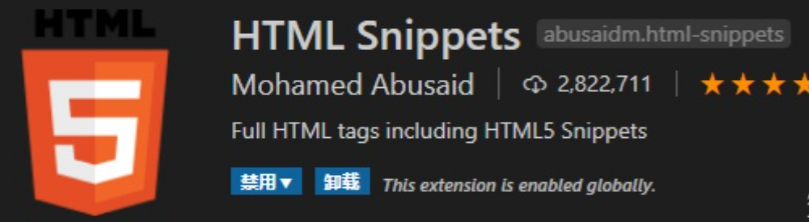 HTML
5
HTML Snippets abusaidm.html-snippets
Mohamed Abusaid 2,822,711
Full HTML tags including HTML5 Snippets
禁用 卸载 This extension is enabled globally.